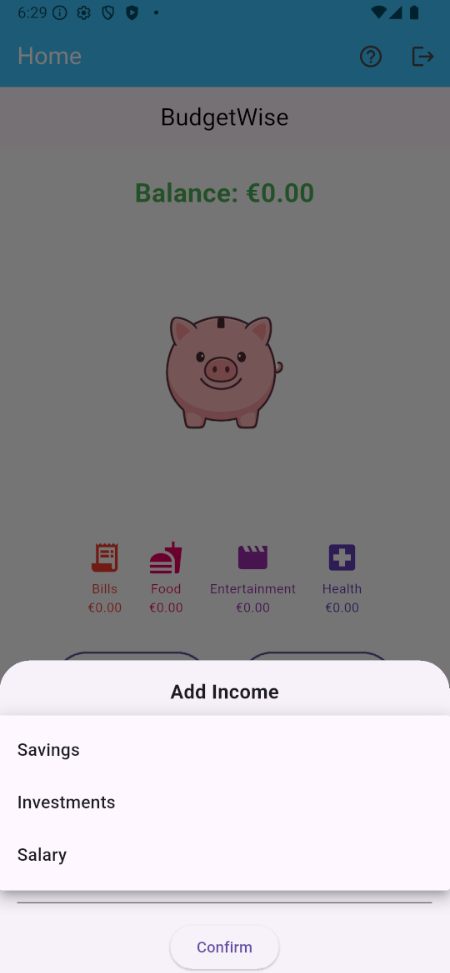 6:29
Home
BudgetWise
Balance: €0.00
Bills Food Entertainment Health
€0.00 €0.00 €0.00 €0.00
Add Income
Savings
Investments
Salary
Confirm